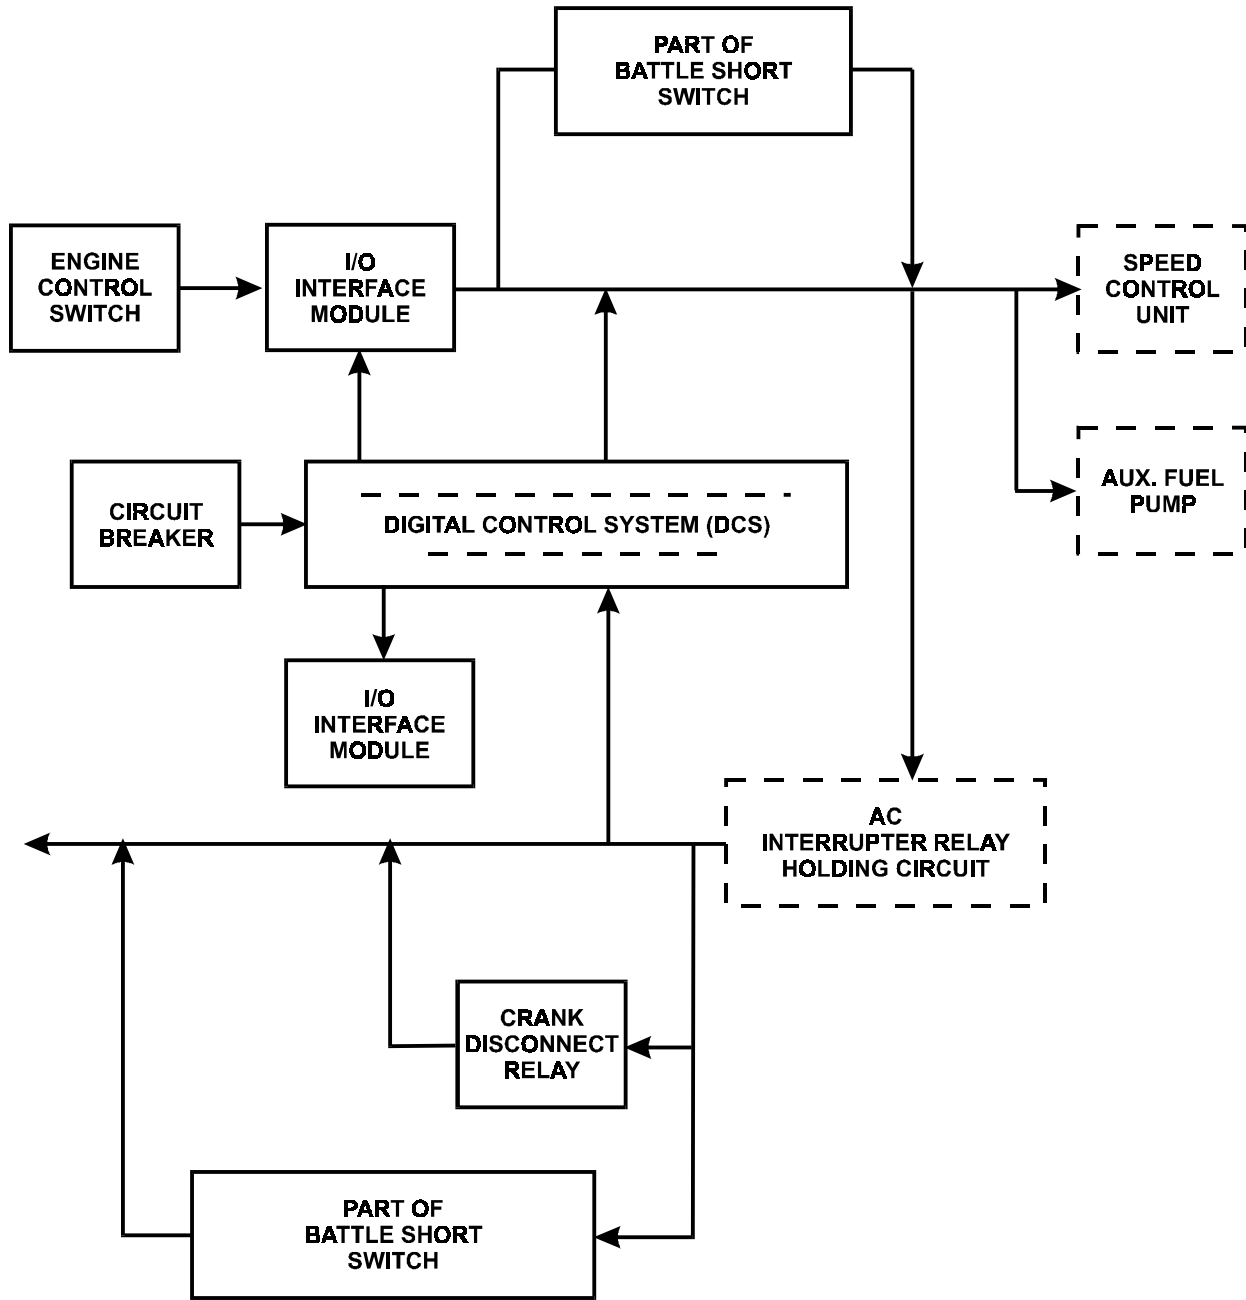 PART OF
BATTLE SHORT
SWITCH
ENGINE
CONTROL
SWITCH
I/O
INTERFACE
MODULE
SPEED
CONTROL
UNIT
CIRCUIT
BREAKER
DIGITAL CONTROL SYSTEM (DCS)
AUX. FUEL
PUMP
I/O
INTERFACE
MODULE
AC
INTERRUPTER RELAY
HOLDING CIRCUIT
CRANK
DISCONNECT
RELAY
PART OF
BATTLE SHORT
SWITCH